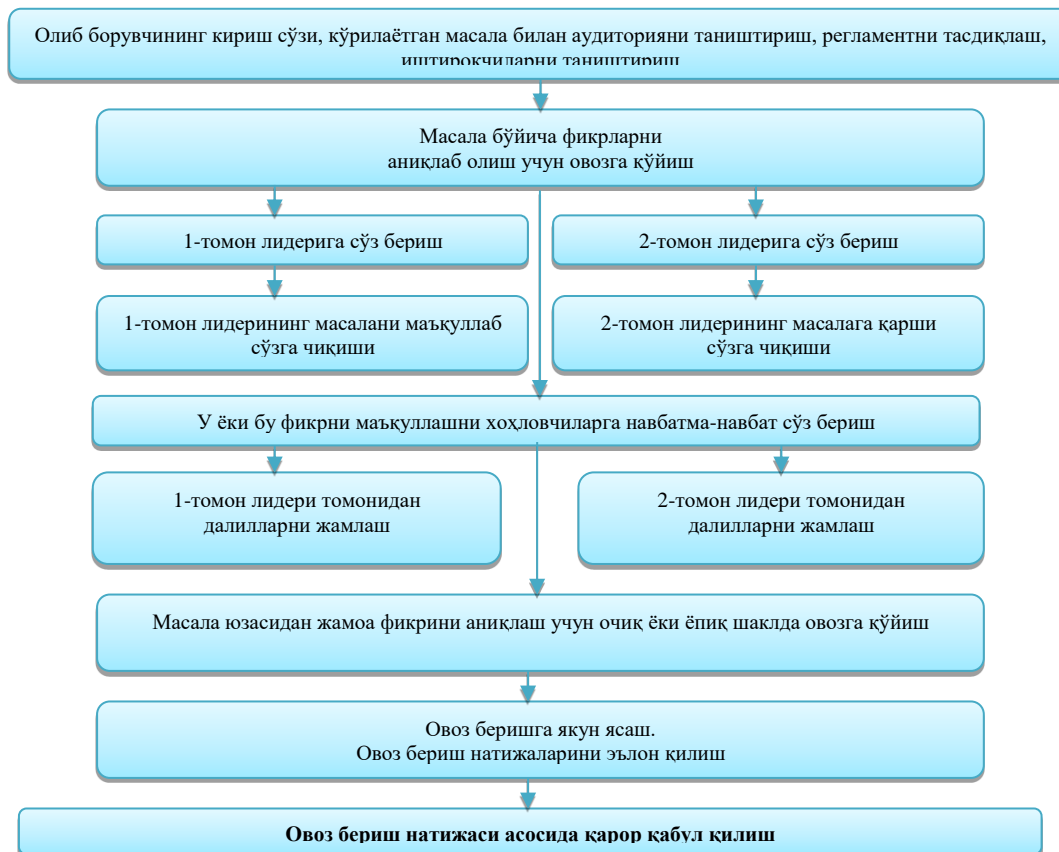 Олиб борувчининг кириш сўзи, кўрилаётган масала билан аудиторияни таништириш, регламентни тасдиқлаш,
иштирокчиларни таништириш
Масала бўйича фикрларни
аниқлаб олиш учун овозга қўйиш
1-томон лидерига сўз бериш
2-томон лидерига сўз бериш
1-томон лидерининг масалани маъқуллаб
сўзга чиқиши
2-томон лидерининг масалага қарши
сўзга чиқиши
У ёки бу фикрни маъқуллашни хоҳловчиларга навбатма-навбат сўз бериш
1-томон лидери томонидан
далилларни жамлаш
2-томон лидери томонидан
далилларни жамлаш
Масала юзасидан жамоа фикрини аниқлаш учун очиқ ёки ёпиқ шаклда овозга қўйиш
Овоз беришга якун ясаш.
Овоз бериш натижаларини эълон қилиш
Овоз бериш натижаси асосида қарор қабул қилиш